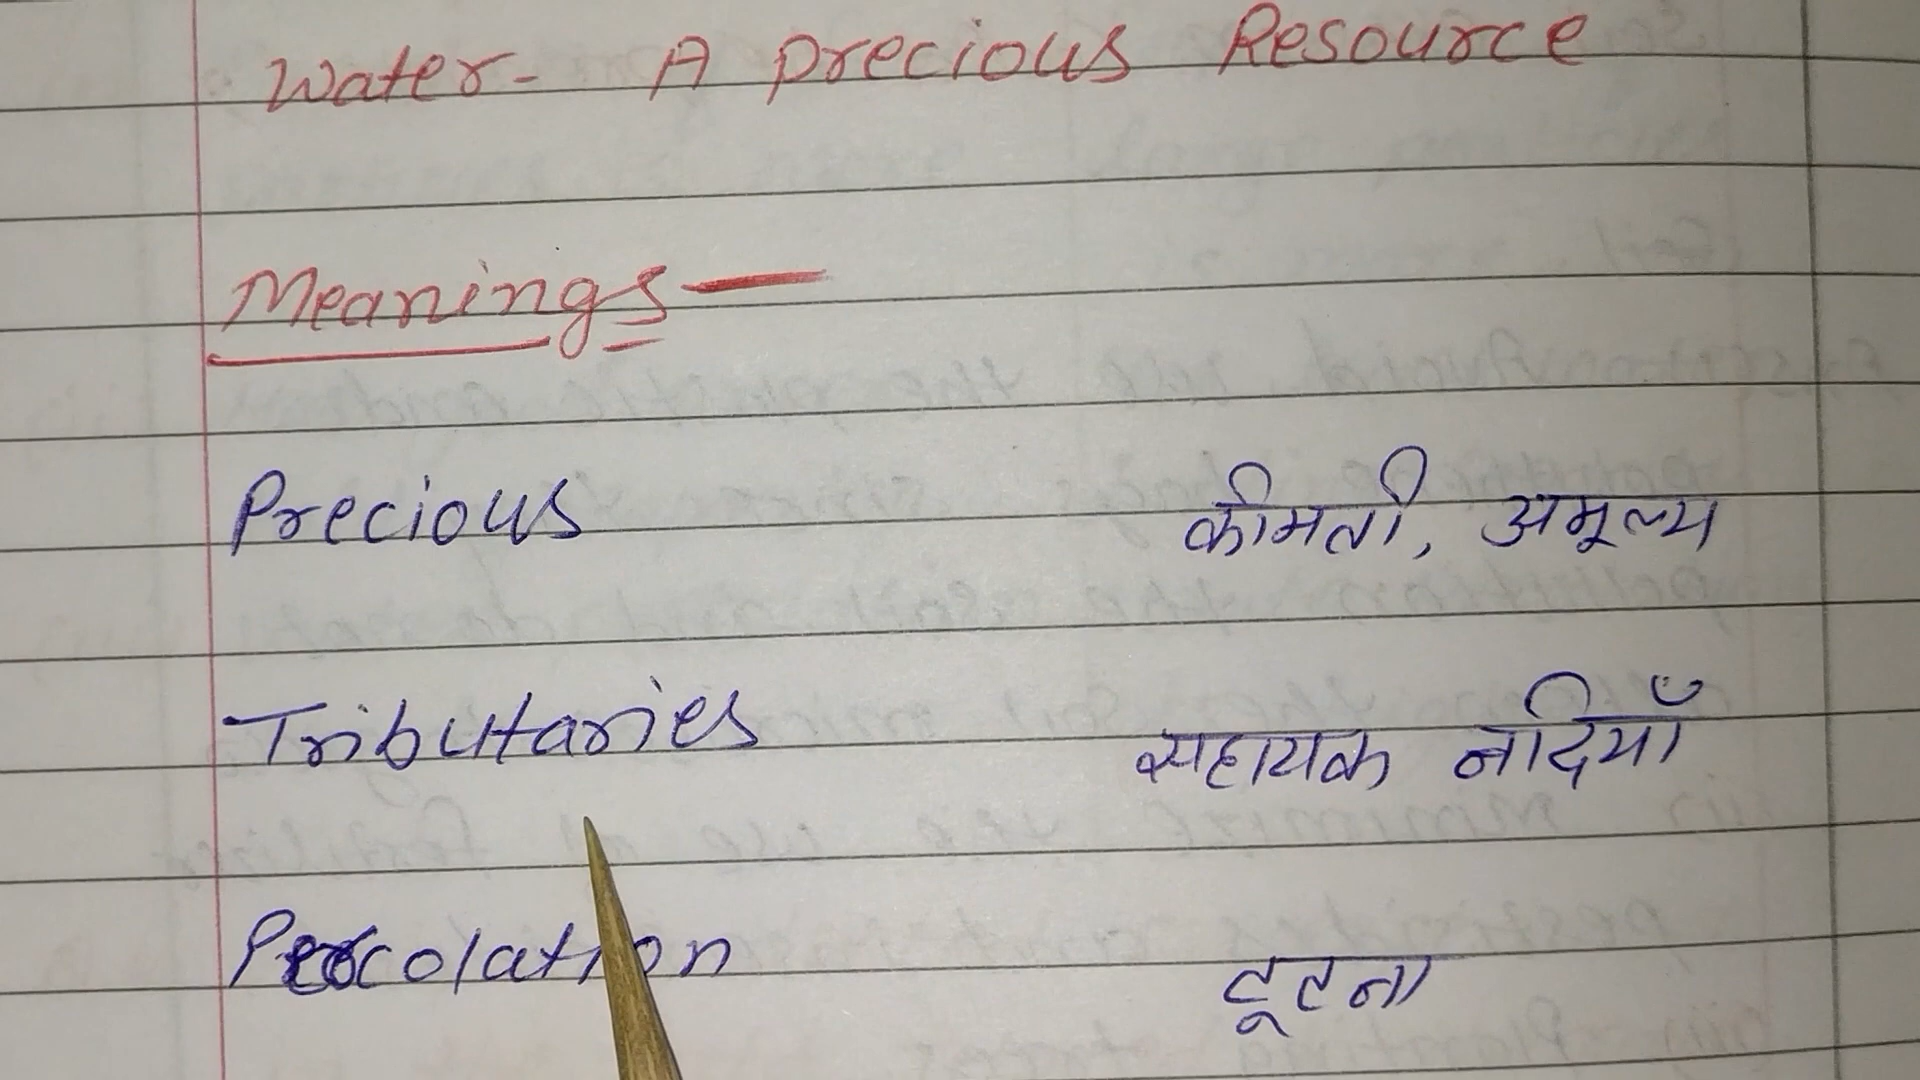 Water- A precious Resource
Meanings-
Precious कीमती, अमूल्य
Tributaries सहायक नदियाँ
Percolation टूटना